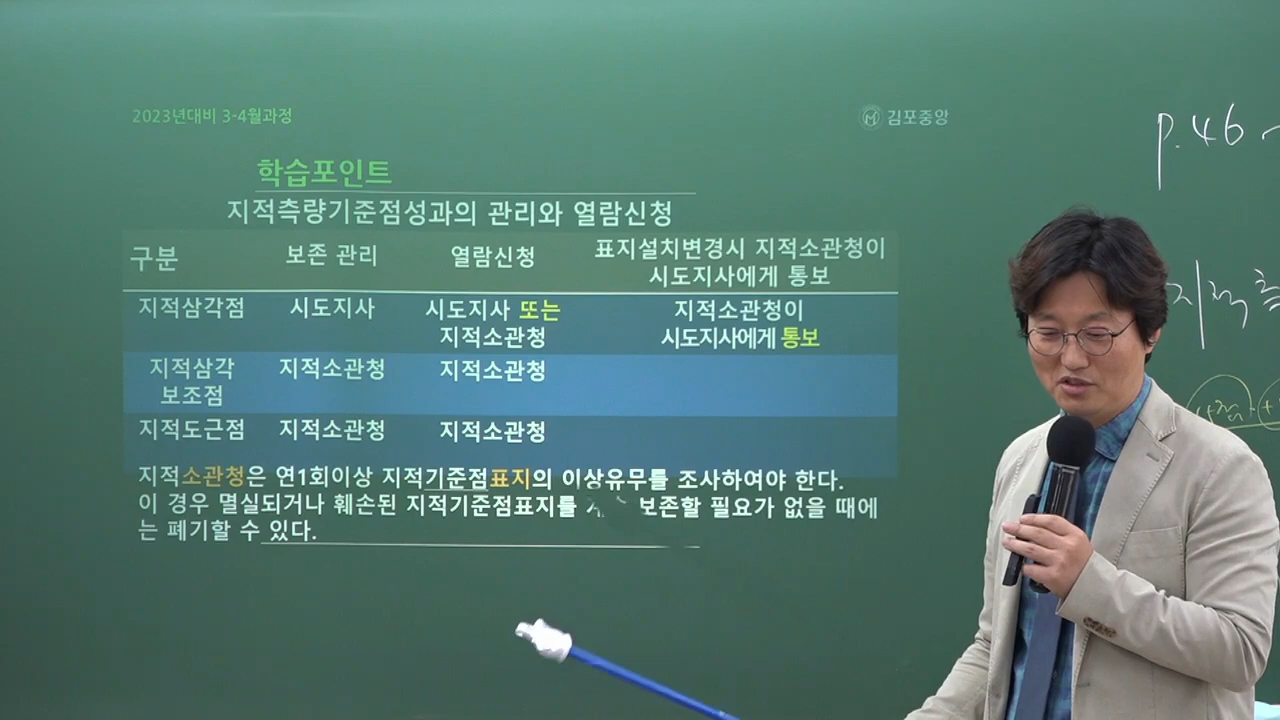 2023년대비 3-4월과정
김포중앙
p.46
학습포인트
지적측량기준점성과의 관리와 열람신청
구분 보존 관리 열람신청 표지설치변경시 지적소관청이 시도지사에게 통보
지적삼각점 시도지사 시도지사 또는 지적소관청 지적소관청이 시도지사에게 통보
지적삼각보조점 지적소관청 지적소관청
지적도근점 지적소관청 지적소관청
지적소관청은 연1회이상 지적기준점표지의 이상유무를 조사하여야 한다.
이 경우 멸실되거나 훼손된 지적기준점표지를 보존할 필요가 없을 때에
는 폐기할 수 있다.
지적